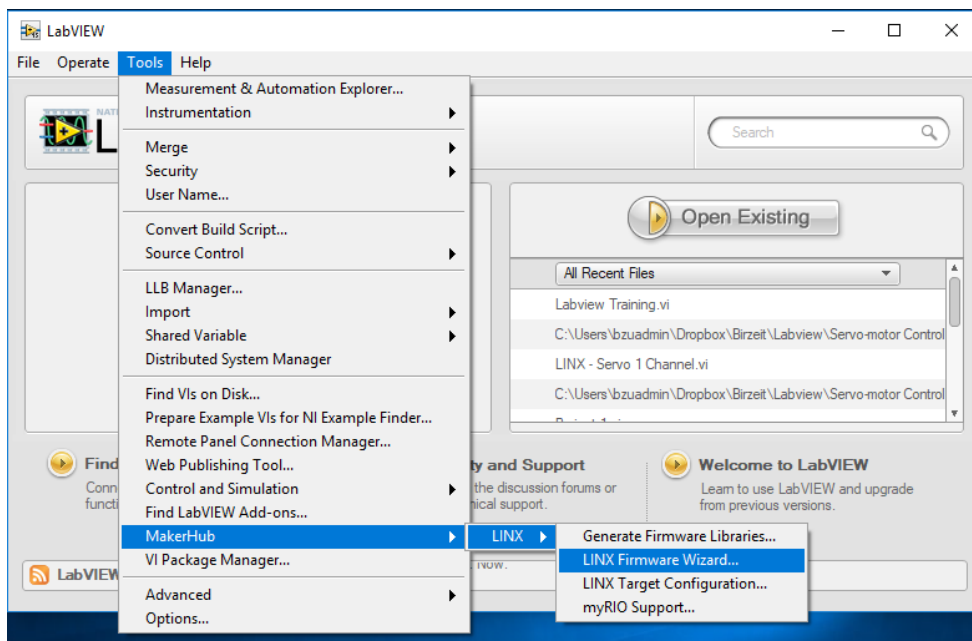 LabVIEW
File Operate Tools Help
Measurement & Automation Explorer...
Instrumentation
Merge
Security
User Name...
Convert Build Script...
Source Control
LLB Manager...
Import
Shared Variable
Distributed System Manager
Find VIs on Disk...
Prepare Example VIs for NI Example Finder...
Remote Panel Connection Manager...
Web Publishing Tool...
Control and Simulation
Find LabVIEW Add-ons...
MakerHub
VI Package Manager...
Advanced
Options...
LINX
Generate Firmware Libraries...
LINX Firmware Wizard...
LINX Target Configuration...
myRIO Support...
NAT
L
Search
Open Existing
All Recent Files
Labview Training.vi
C:\Users\bzuadmin\Dropbox\Birzeit\Labview\Servo-motor Control
LINX - Servo 1 Channel.vi
C:\Users\bzuadmin\Dropbox\Birzeit\Labview\Servo-motor Control
Find
Conn
functi
ty and Support
the discussion forums or
nical support.
Welcome to LabVIEW
Learn to use LabVIEW and upgrade
from previous versions.
LabVIEW